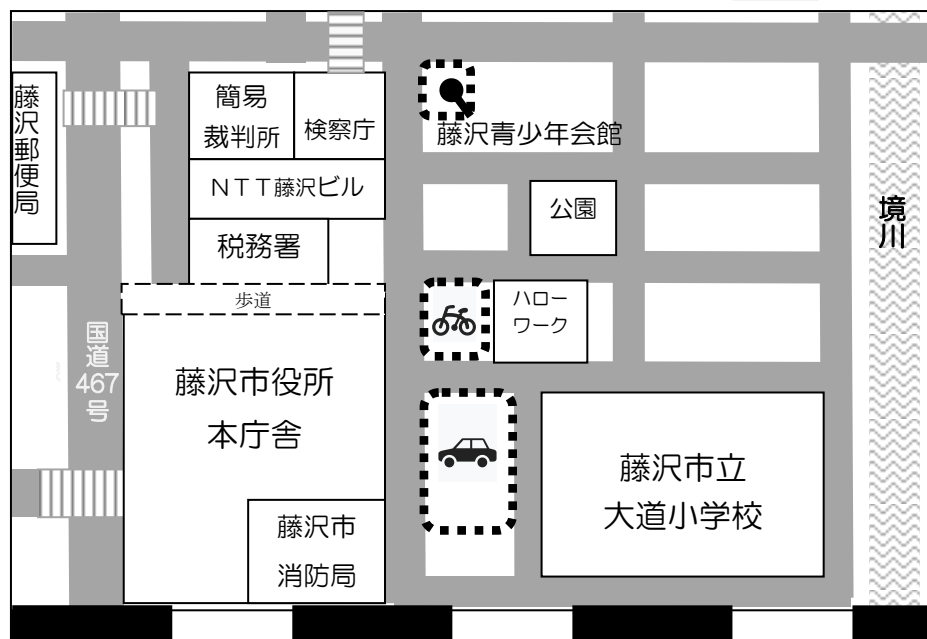 藤沢郵便局
簡易
裁判所
検察庁
藤沢青少年会館
NTT藤沢ビル
公園
境川
税務署
歩道
ハロー
ワーク
国道
467
号
藤沢市役所
本庁舎
藤沢市立
大道小学校
藤沢市
消防局